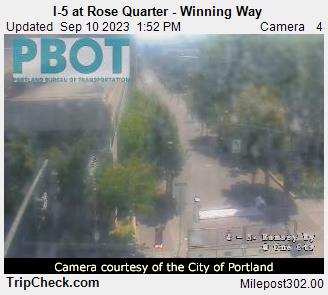 I-5 at Rose Quarter - Winning Way
Updated Sep 10 2023 1:52 PM Camera 4
PBOT
PORTLAND BUREAU OF TRANSPORTATION
Camera courtesy of the City of Portland
TripCheck.com Milepost302.00